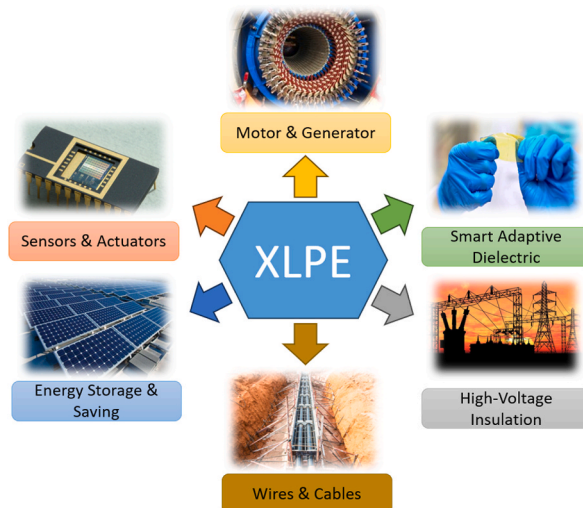 Motor & Generator
Sensors & Actuators
XLPE
Smart Adaptive
Dielectric
Energy Storage &
Saving
High-Voltage
Insulation
Wires & Cables